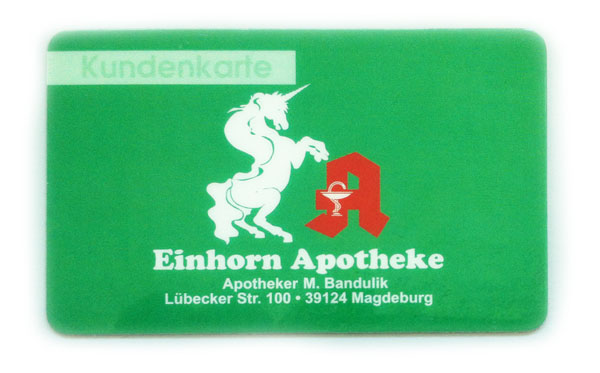 Kundenkarte
A
Einhorn Apotheke
Apotheker M. Bandulik
Lübecker Str. 100 • 39124 Magdeburg